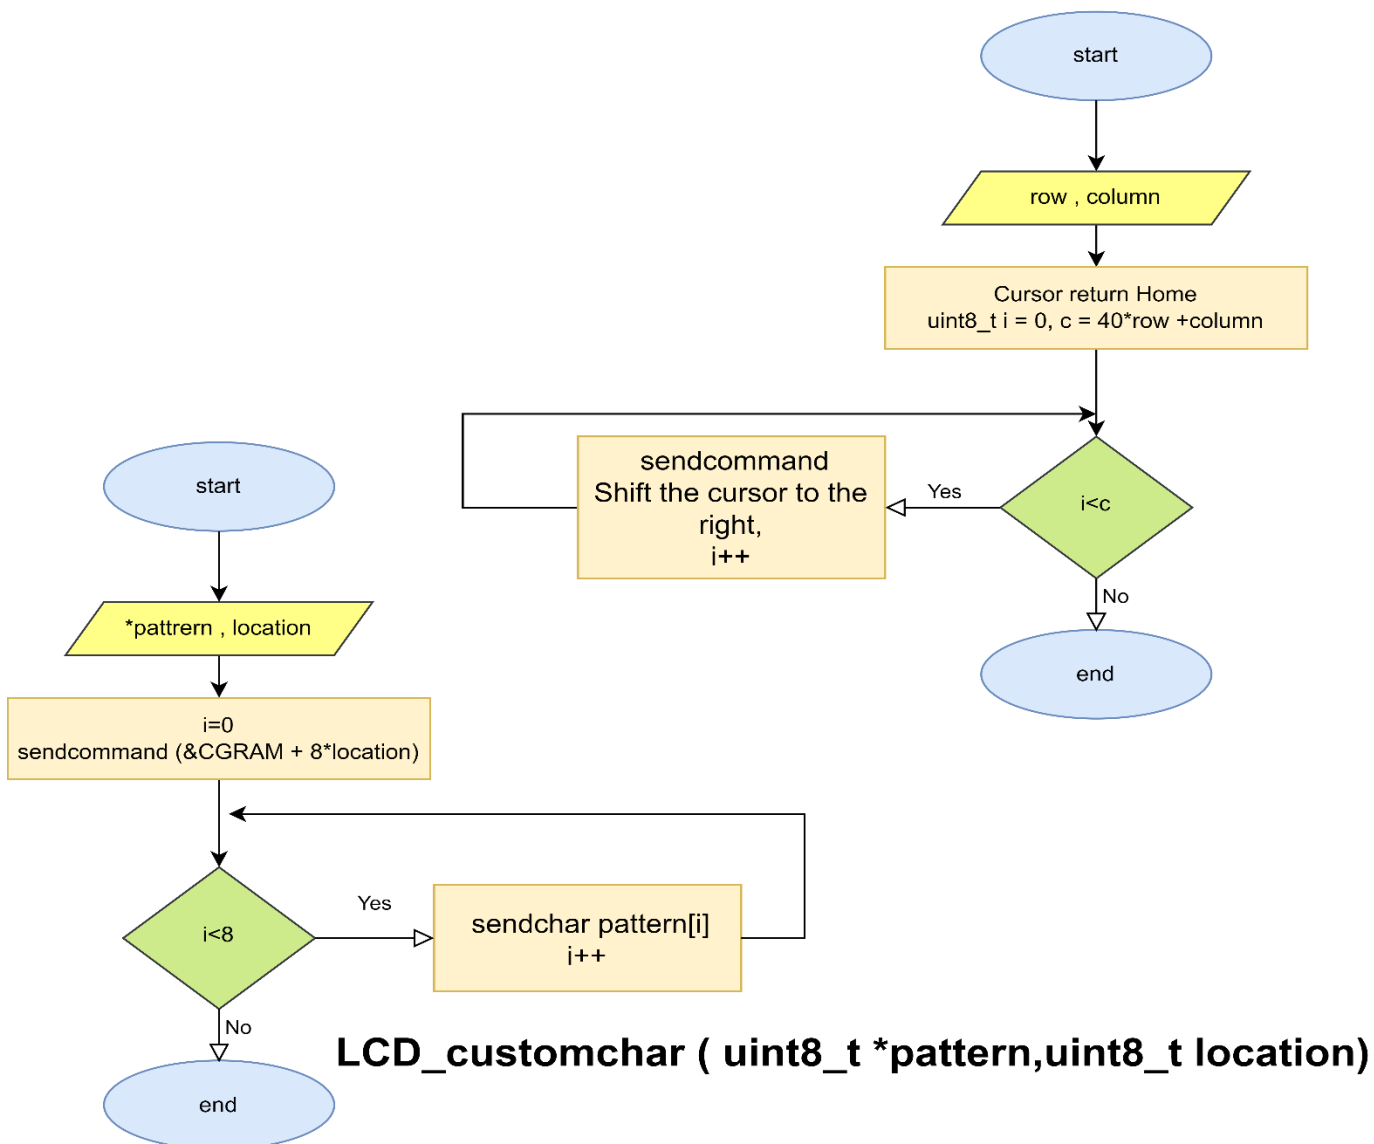 start
row , column
Cursor return Home
uint8_t i = 0, c = 40*row +column
i<c
Yes
sendcommand
Shift the cursor to the
right,
i++
No
end
start
*pattrern , location
i=0
sendcommand (&CGRAM + 8*location)
i<8
Yes
sendchar pattern[i]
i++
No
end
LCD_customchar ( uint8_t *pattern,uint8_t location)